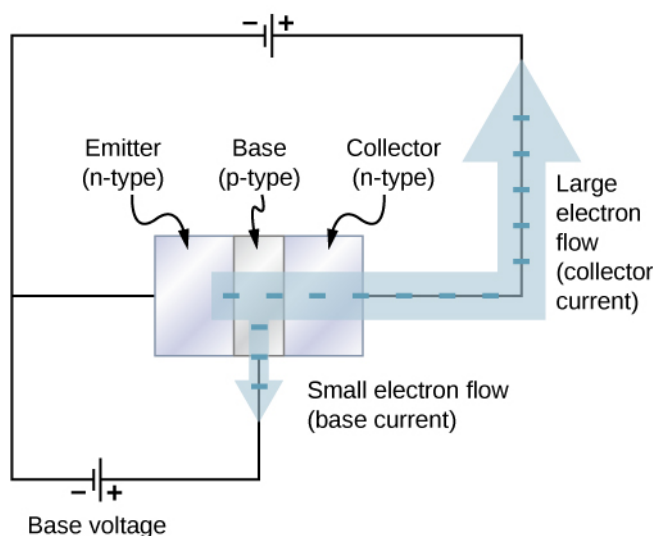 − +
Emitter
(n-type)
Base
(p-type)
Collector
(n-type)
Large
electron
flow
(collector
current)
Small electron flow
(base current)
− +
Base voltage